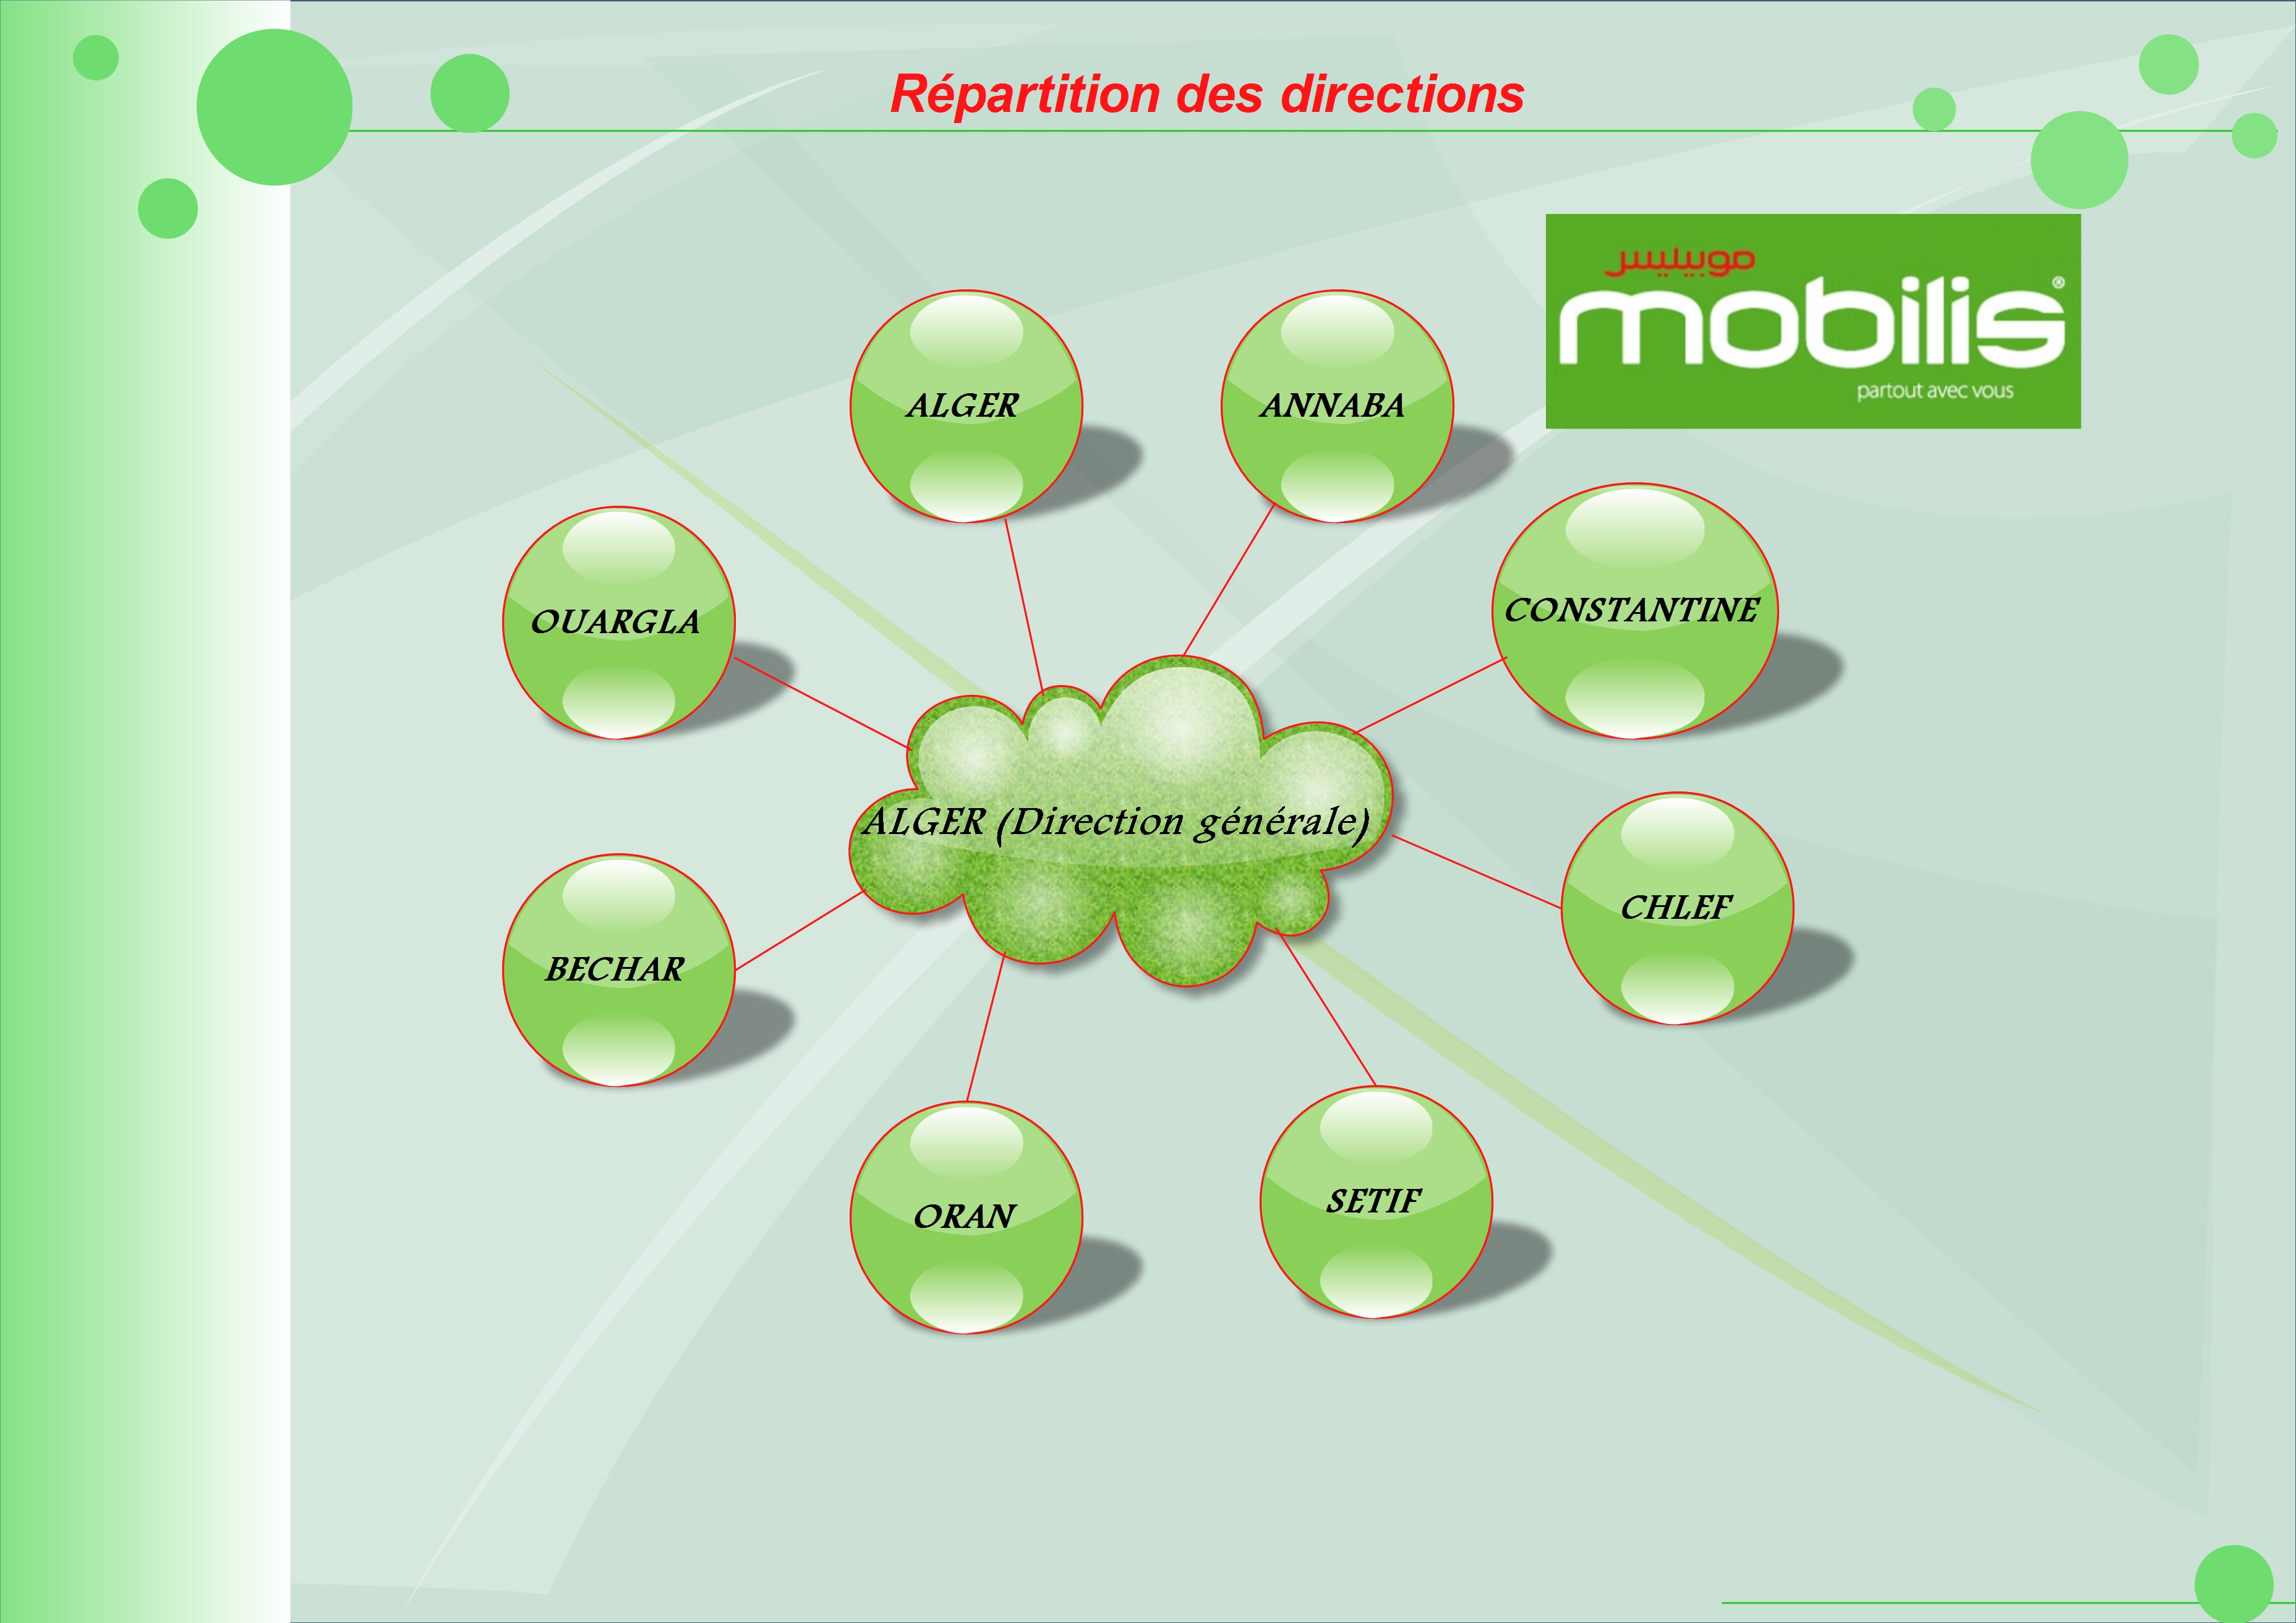 Répartition des directions
موبيليس
mobilis®
partout avec vous
ALGER
ANNABA
CONSTANTINE
OUARGLA
ALGER (Direction générale)
CHLEF
BECHAR
SETIF
ORAN